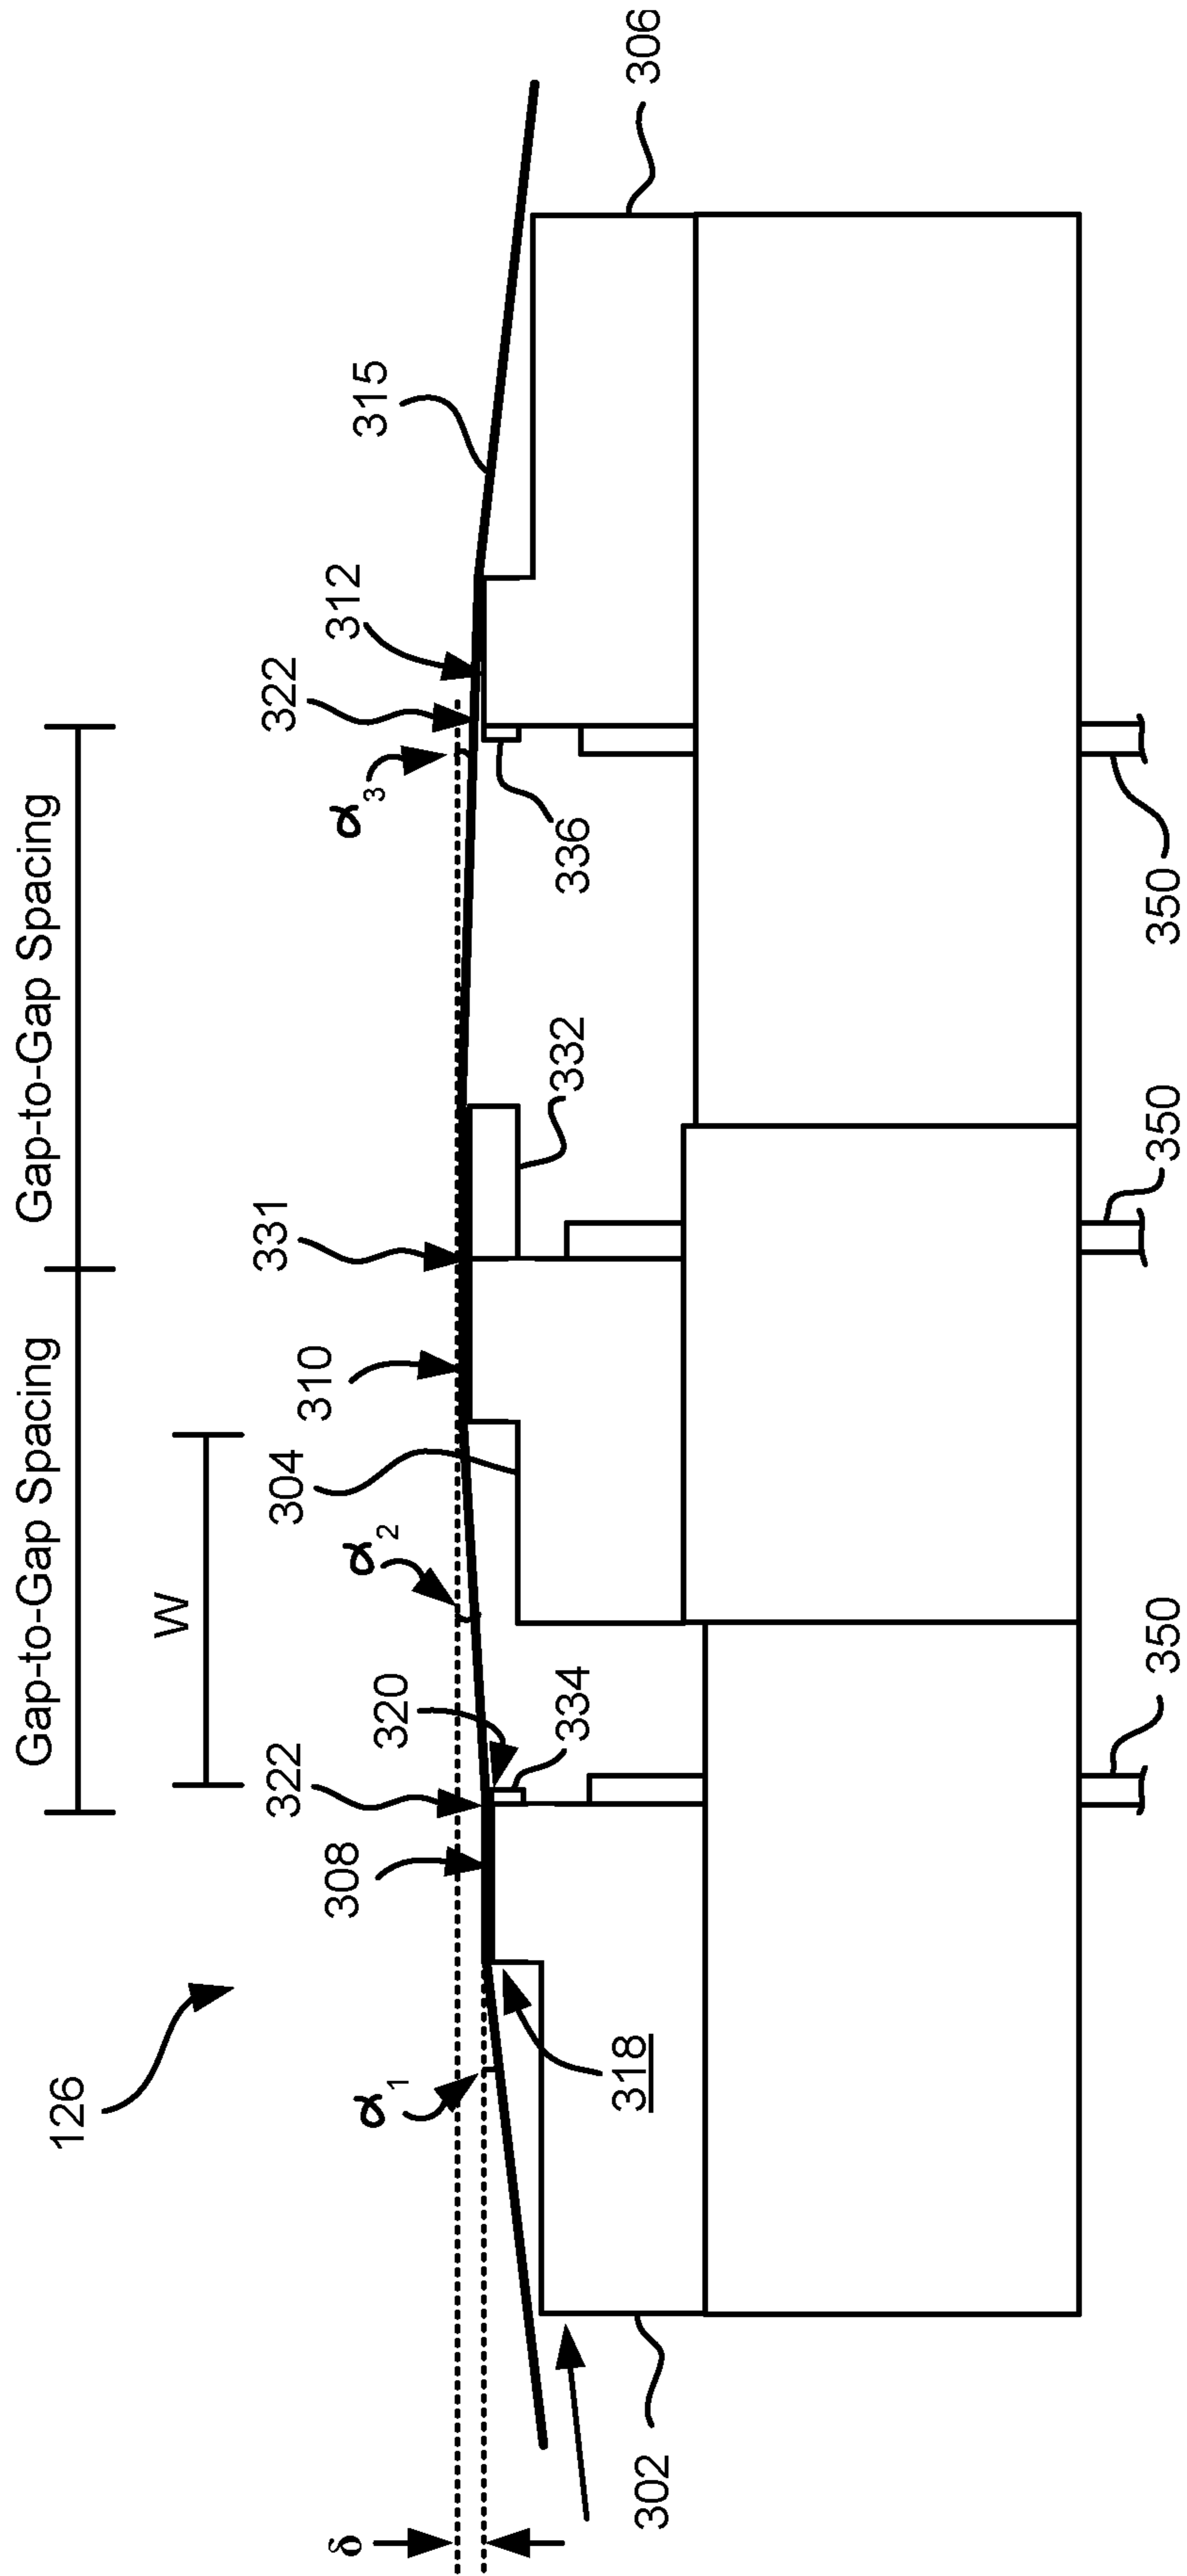 Gap-to-Gap Spacing
Gap-to-Gap Spacing
126
W
308
322
304
310
331
322
312
315
δ
α1
320
α2
α3
318
334
332
336
302
306
350
350
350